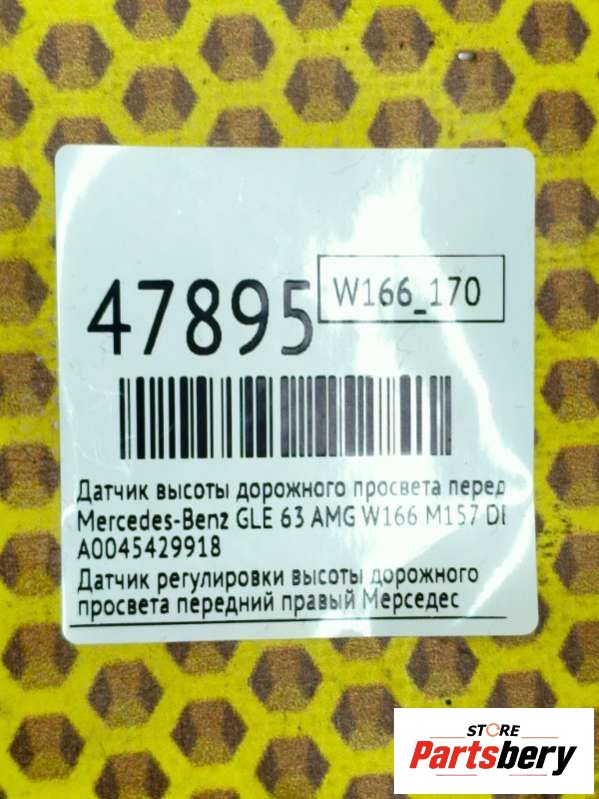 47895
W166_170
Датчик высоты дорожного просвета перед
Mercedes-Benz GLE 63 AMG W166 M157 DE
A0045429918
Датчик регулировки высоты дорожного
просвета передний правый Мерседес
STORE
Partsbery